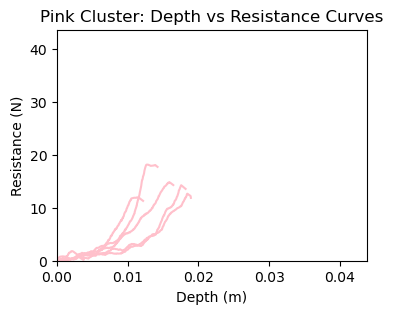 Pink Cluster: Depth vs Resistance Curves
Resistance (N)
40
30
20
10
0
0.00 0.01 0.02 0.03 0.04
Depth (m)